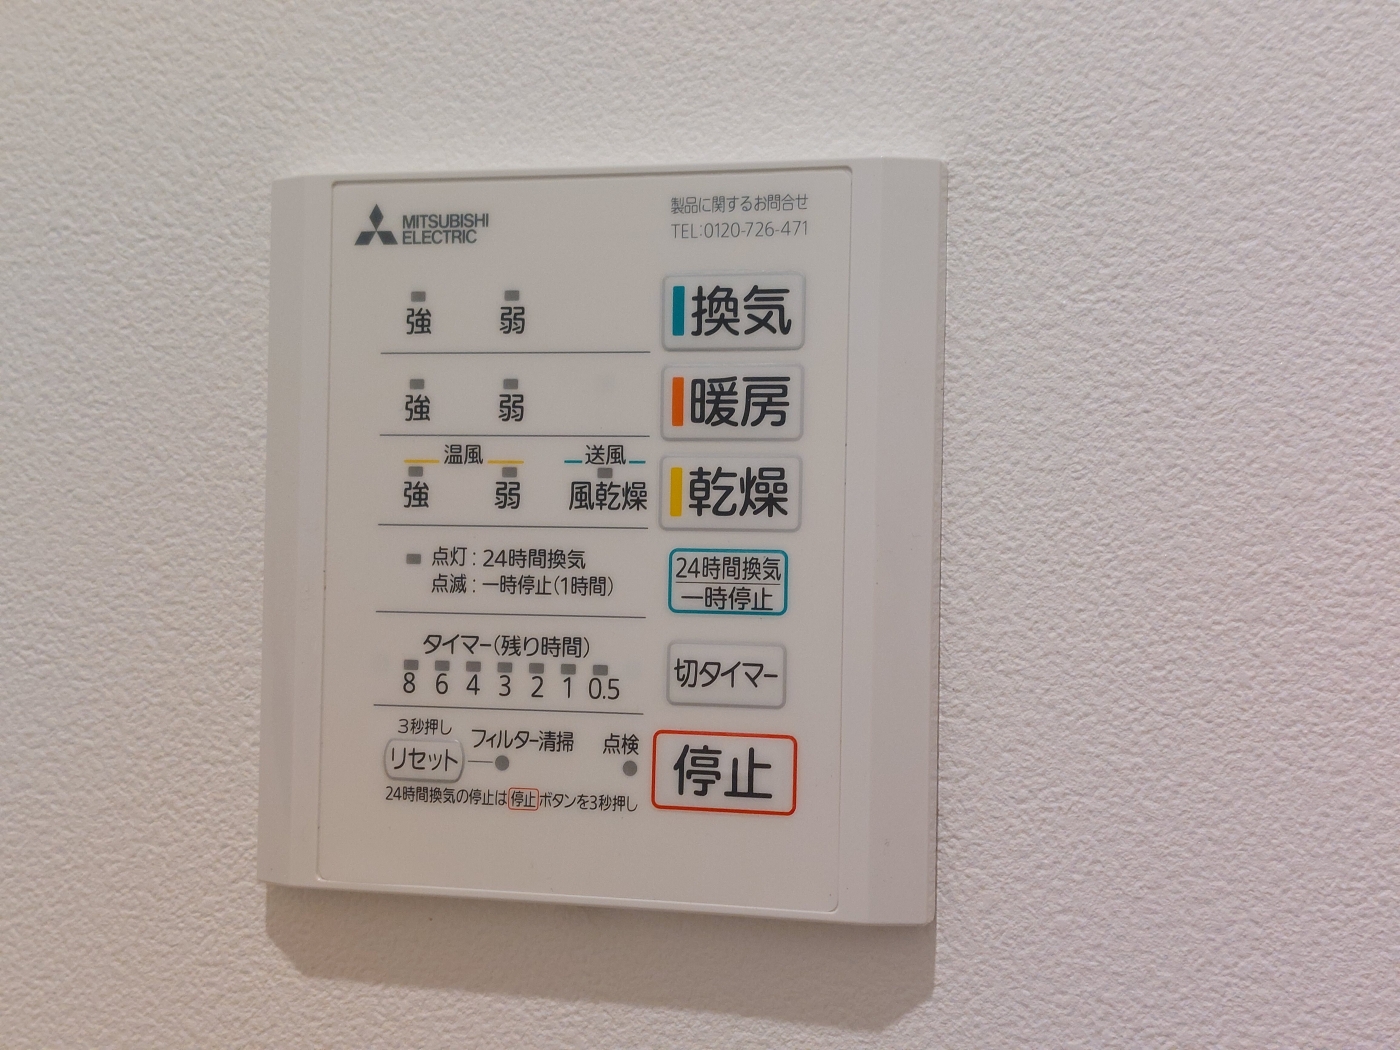 MITSUBISHI
ELECTRIC
製品に関するお問合せ
TEL:0120-726-471
強 弱 換気
強 弱 暖房
温風 送風
強 弱 風乾燥 乾燥
点灯:24時間換気
点滅:一時停止(1時間)
24時間換気
一時停止
タイマー(残り時間)
8 6 4 3 2 1 0.5
切タイマー
3秒押し
リセット フィルター清掃 点検
24時間換気の停止は停止ボタンを3秒押し
停止